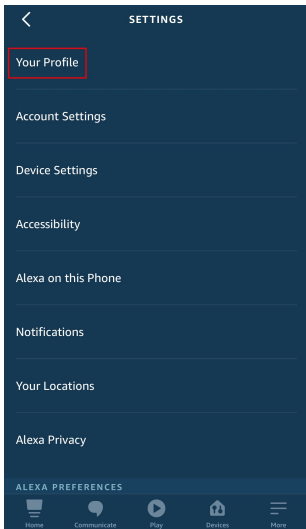 SETTINGS
Your Profile
Account Settings
Device Settings
Accessibility
Alexa on this Phone
Notifications
Your Locations
Alexa Privacy
ALEXA PREFERENCES
Home Communicate Play Devices More